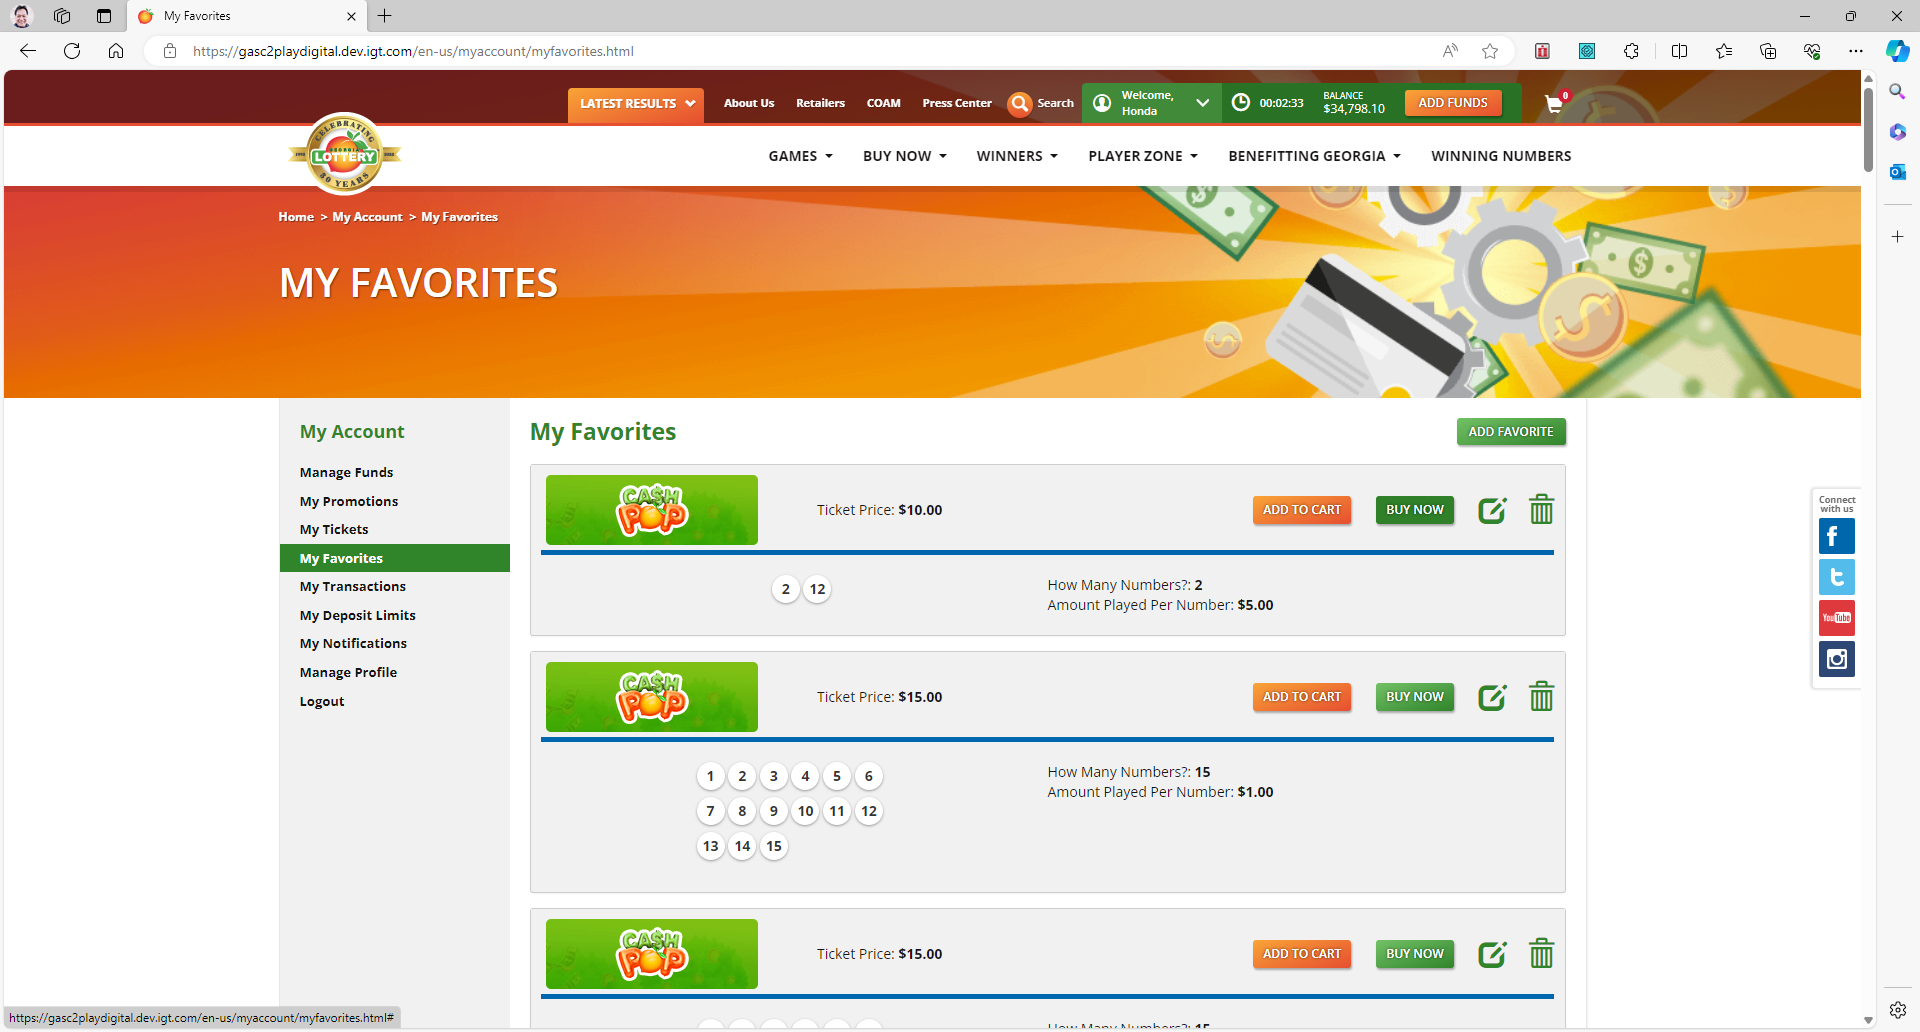 My Favorites
https://gasc2playdigital.dev.igt.com/en-us/myaccount/myfavorites.html
LATEST RESULTS
About Us
Retailers
COAM
Press Center
Search
Welcome,
Honda
00:02:33
BALANCE
$34,798.10
ADD FUNDS
0
CELEBRATING
GEORGIA
LOTTERY
30 YEARS
GAMES
BUY NOW
WINNERS
PLAYER ZONE
BENEFITTING GEORGIA
WINNING NUMBERS
Home > My Account > My Favorites
MY FAVORITES
My Account
Manage Funds
My Promotions
My Tickets
My Favorites
My Transactions
My Deposit Limits
My Notifications
Manage Profile
Logout
My Favorites
ADD FAVORITE
CA$H
POP
Ticket Price: $10.00
ADD TO CART
BUY NOW
2 12
How Many Numbers?: 2
Amount Played Per Number: $5.00
CA$H
POP
Ticket Price: $15.00
ADD TO CART
BUY NOW
1 2 3 4 5 6
7 8 9 10 11 12
13 14 15
How Many Numbers?: 15
Amount Played Per Number: $1.00
CA$H
POP
Ticket Price: $15.00
ADD TO CART
BUY NOW
How Many Numbers?: 15
Connect
with us
f
t
YouTube
https://gasc2playdigital.dev.igt.com/en-us/myaccount/myfavorites.html#